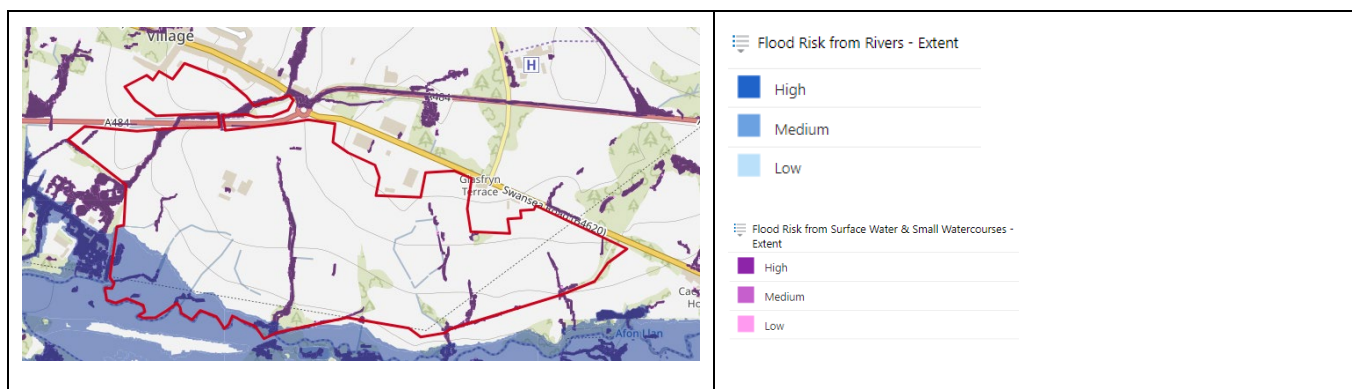 Village
H
A484
A484
Glasfryn
Terrace
Swansea Road (B4620)
Afon Llan
Flood Risk from Rivers - Extent
High
Medium
Low
Flood Risk from Surface Water & Small Watercourses -
Extent
High
Medium
Low